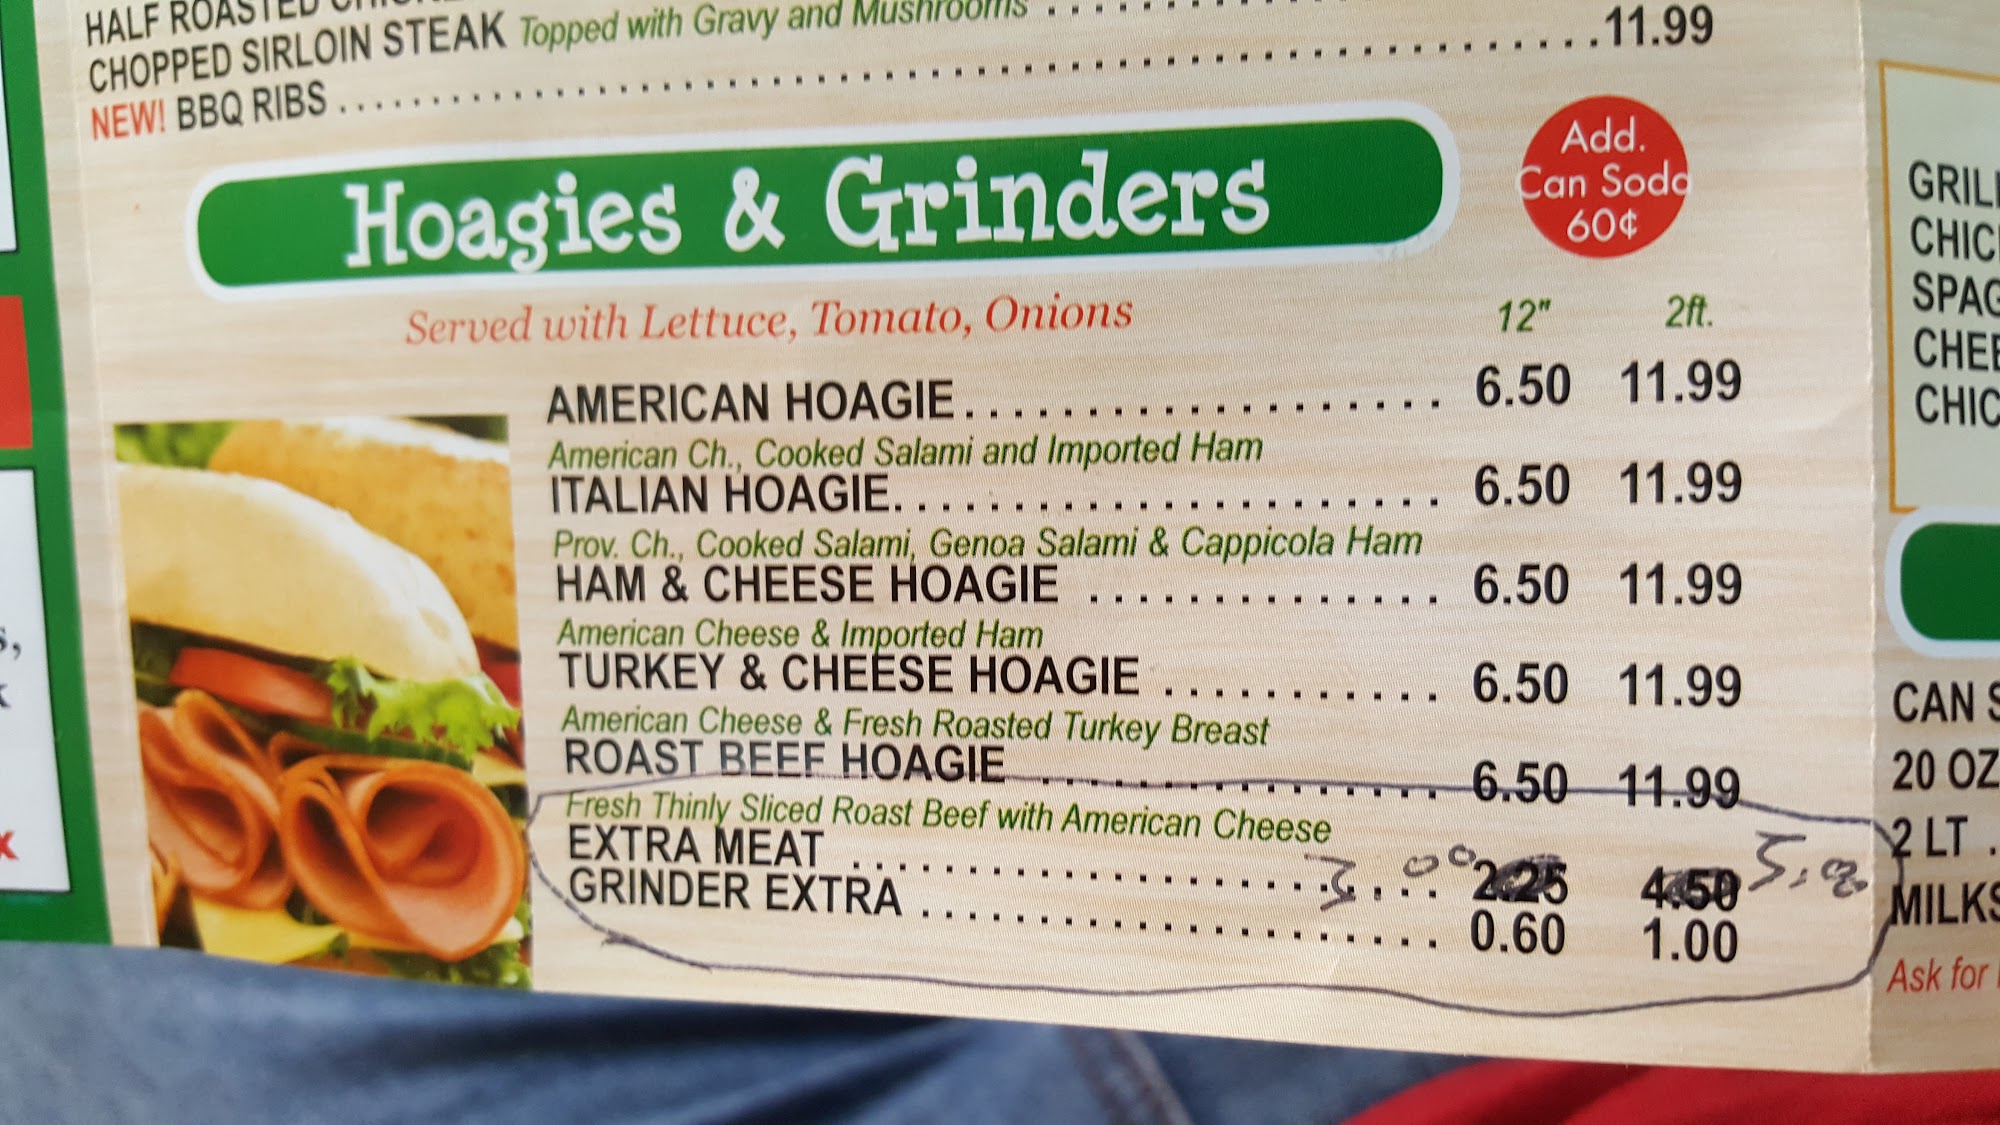 HALF ROASTED
CHOPPED SIRLOIN STEAK Topped with Gravy and Mushrooms
NEW! BBQ RIBS 11.99
Hoagies & Grinders
Add.
Can Soda
60¢
Served with Lettuce, Tomato, Onions
12" 2ft.
AMERICAN HOAGIE 6.50 11.99
American Ch., Cooked Salami and Imported Ham
ITALIAN HOAGIE 6.50 11.99
Prov. Ch., Cooked Salami, Genoa Salami & Cappicola Ham
HAM & CHEESE HOAGIE 6.50 11.99
American Cheese & Imported Ham
TURKEY & CHEESE HOAGIE 6.50 11.99
American Cheese & Fresh Roasted Turkey Breast
ROAST BEEF HOAGIE 6.50 11.99
Fresh Thinly Sliced Roast Beef with American Cheese
EXTRA MEAT 3.00 2.25 4.50 5.00
GRINDER EXTRA 0.60 1.00
CAN
20 OZ
2 LT
Ask for